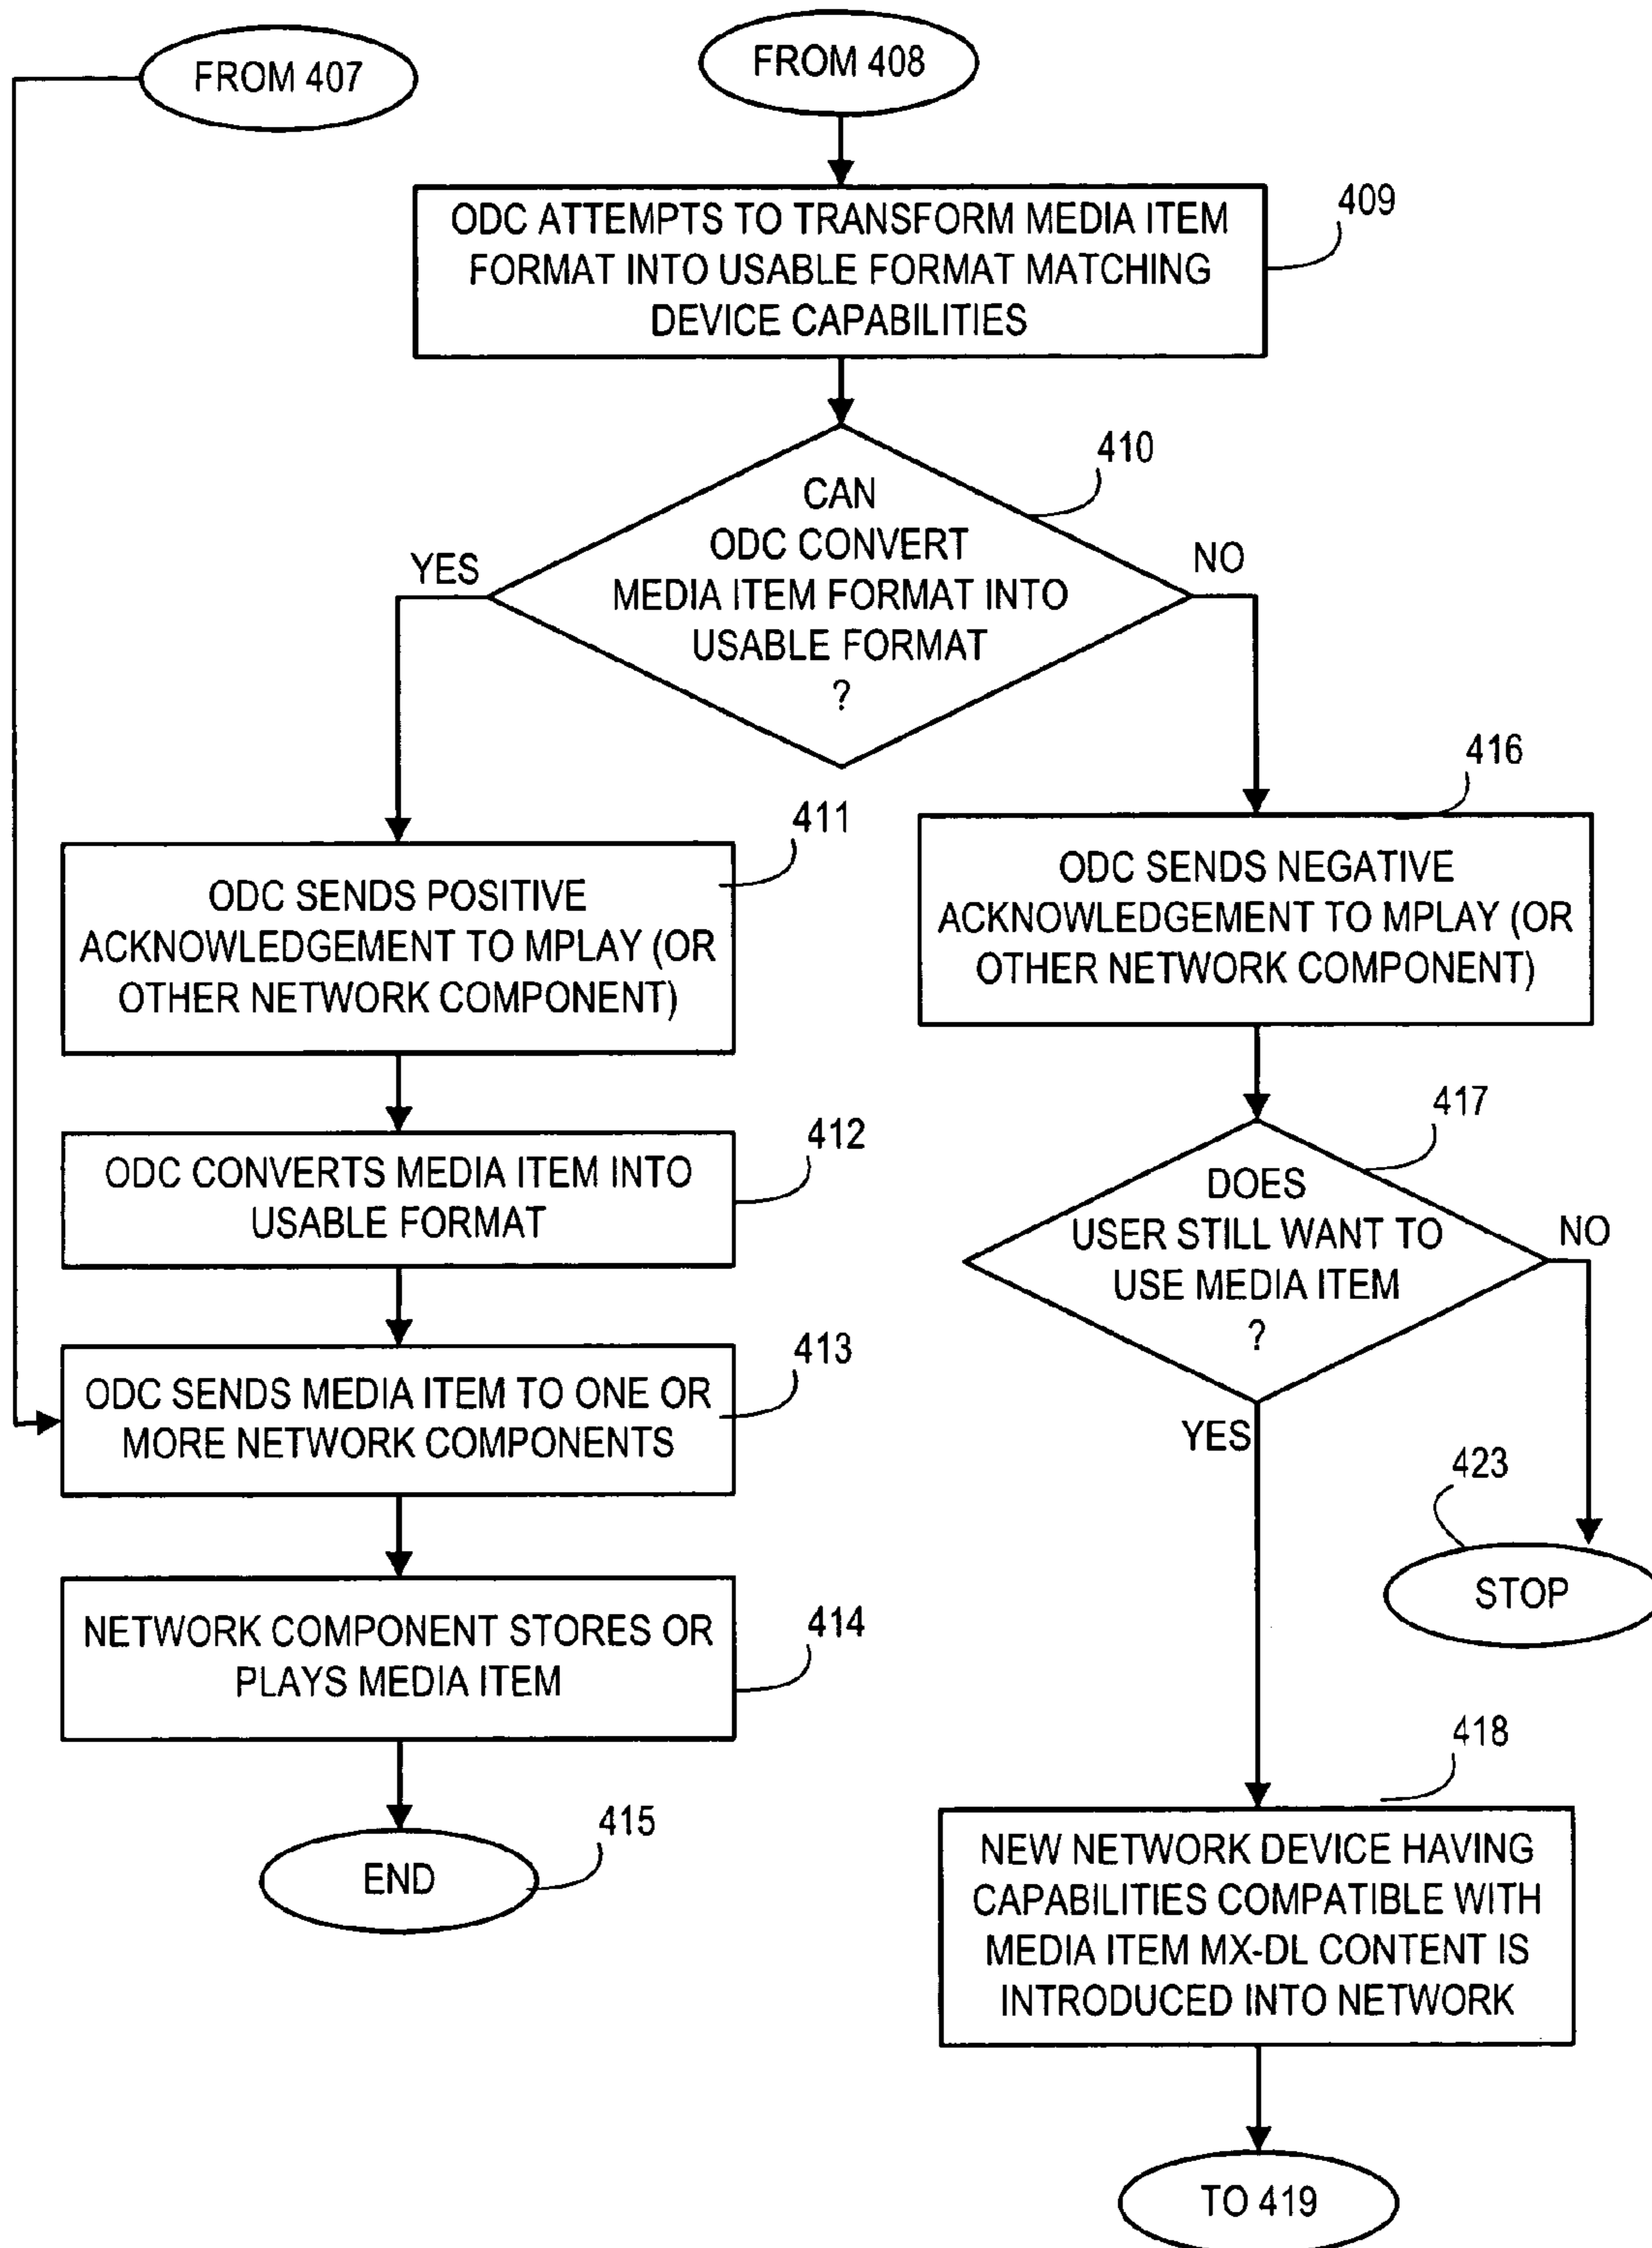 FROM 407
FROM 408
ODC ATTEMPTS TO TRANSFORM MEDIA ITEM
FORMAT INTO USABLE FORMAT MATCHING
DEVICE CAPABILITIES
409
CAN
ODC CONVERT
MEDIA ITEM FORMAT INTO
USABLE FORMAT
?
410
YES
NO
ODC SENDS POSITIVE
ACKNOWLEDGEMENT TO MPLAY (OR
OTHER NETWORK COMPONENT)
411
ODC CONVERTS MEDIA ITEM INTO
USABLE FORMAT
412
ODC SENDS MEDIA ITEM TO ONE OR
MORE NETWORK COMPONENTS
413
NETWORK COMPONENT STORES OR
PLAYS MEDIA ITEM
414
END
415
ODC SENDS NEGATIVE
ACKNOWLEDGEMENT TO MPLAY (OR
OTHER NETWORK COMPONENT)
416
DOES
USER STILL WANT TO
USE MEDIA ITEM
?
417
NO
YES
423
STOP
418
NEW NETWORK DEVICE HAVING
CAPABILITIES COMPATIBLE WITH
MEDIA ITEM MX-DL CONTENT IS
INTRODUCED INTO NETWORK
TO 419